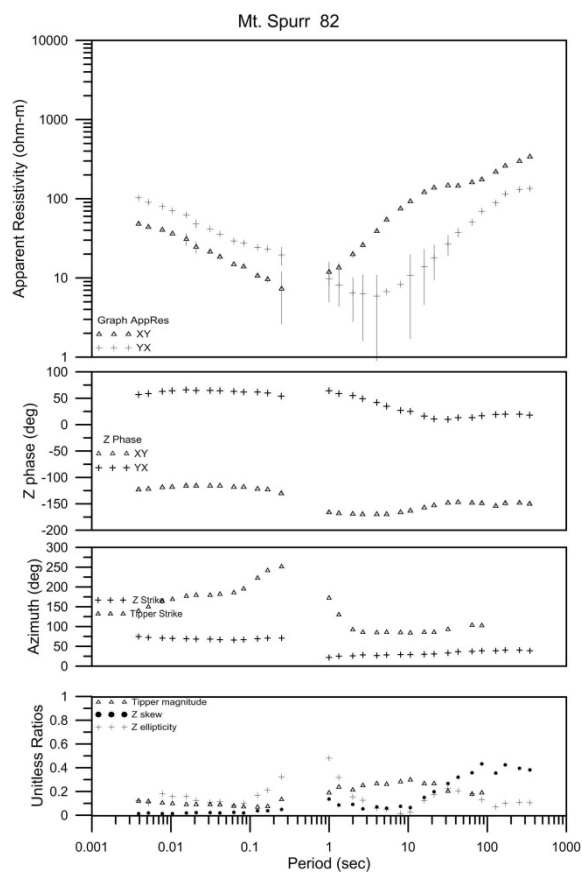 Mt. Spurr 82
Apparent Resistivity (ohm-m)
10000
1000
100
10
1
Graph AppRes
XY
YX
Z phase (deg)
100
50
0
-50
-100
-150
-200
Z Phase
XY
YX
Azimuth (deg)
300
250
200
150
100
50
0
Z Strike
Tipper Strike
Unitless Ratios
1
0.8
0.6
0.4
0.2
0
Tipper magnitude
Z skew
Z ellipticity
0.001 0.01 0.1 1 10 100 1000
Period (sec)